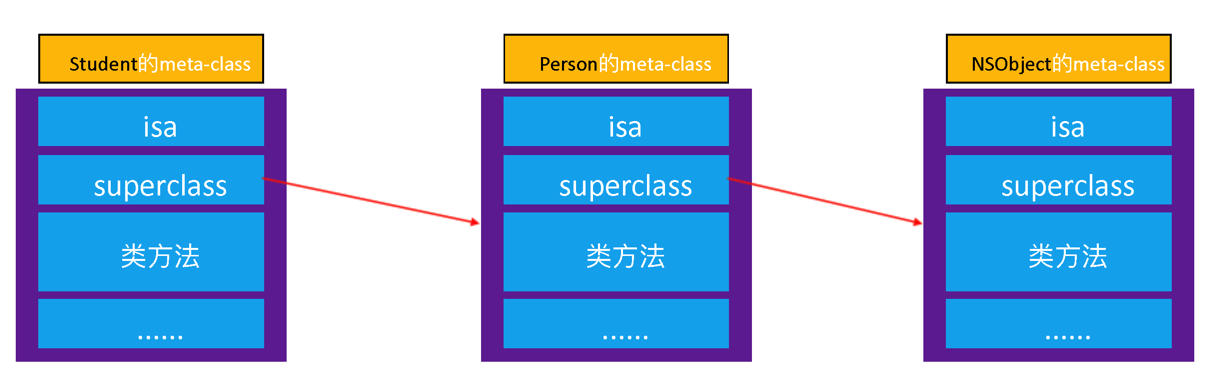 Student的meta-class
isa
superclass
类方法
......
Person的meta-class
isa
superclass
类方法
......
NSObject的meta-class
isa
superclass
类方法
......